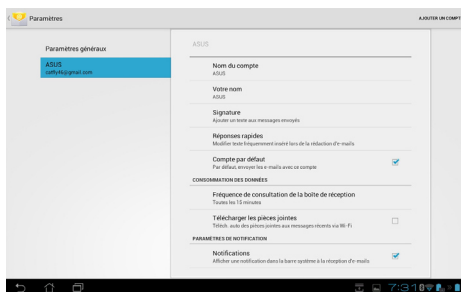 Paramètres
AJOUTER UN COMPT
Paramètres généraux
ASUS
catfly46@gmail.com
ASUS
Nom du compte
ASUS
Votre nom
ASUS
Signature
Ajouter un texte aux messages envoyés
Réponses rapides
Modifier texte fréquemment inséré lors de la rédaction d'e-mails
Compte par défaut
Par défaut, envoyer les e-mails avec ce compte
CONSOMMATION DES DONNÉES
Fréquence de consultation de la boîte de réception
Toutes les 15 minutes
Télécharger les pièces jointes
Téléch. auto des pièces jointes aux messages récents via Wi-Fi
PARAMÈTRES DE NOTIFICATION
Notifications
Afficher une notification dans la barre système à la réception d'e-mails
7:31